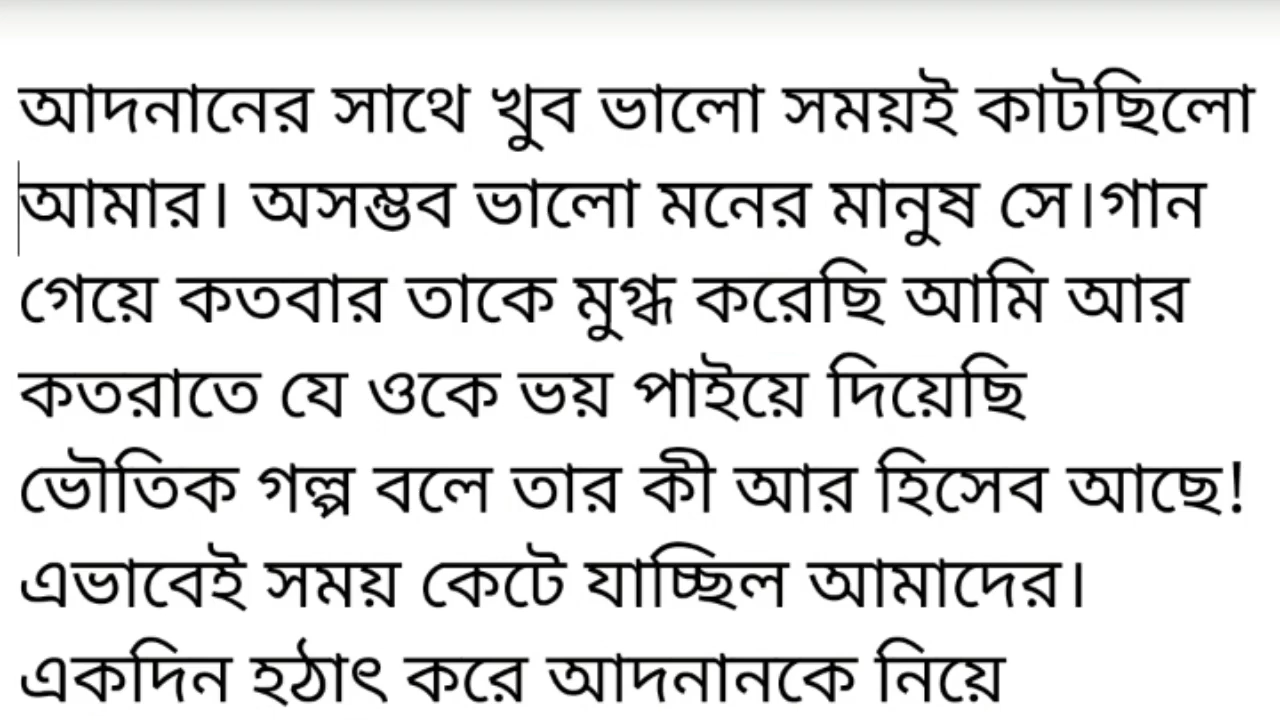 আদনানের সাথে খুব ভালো সময়ই কাটছিলো
আমার। অসম্ভব ভালো মনের মানুষ সে।গান
গেয়ে কতবার তাকে মুগ্ধ করেছি আমি আর
কতরাতে যে ওকে ভয় পাইয়ে দিয়েছি
ভৌতিক গল্প বলে তার কী আর হিসেব আছে!
এভাবেই সময় কেটে যাচ্ছিল আমাদের।
একদিন হঠাৎ করে আদনানকে নিয়ে